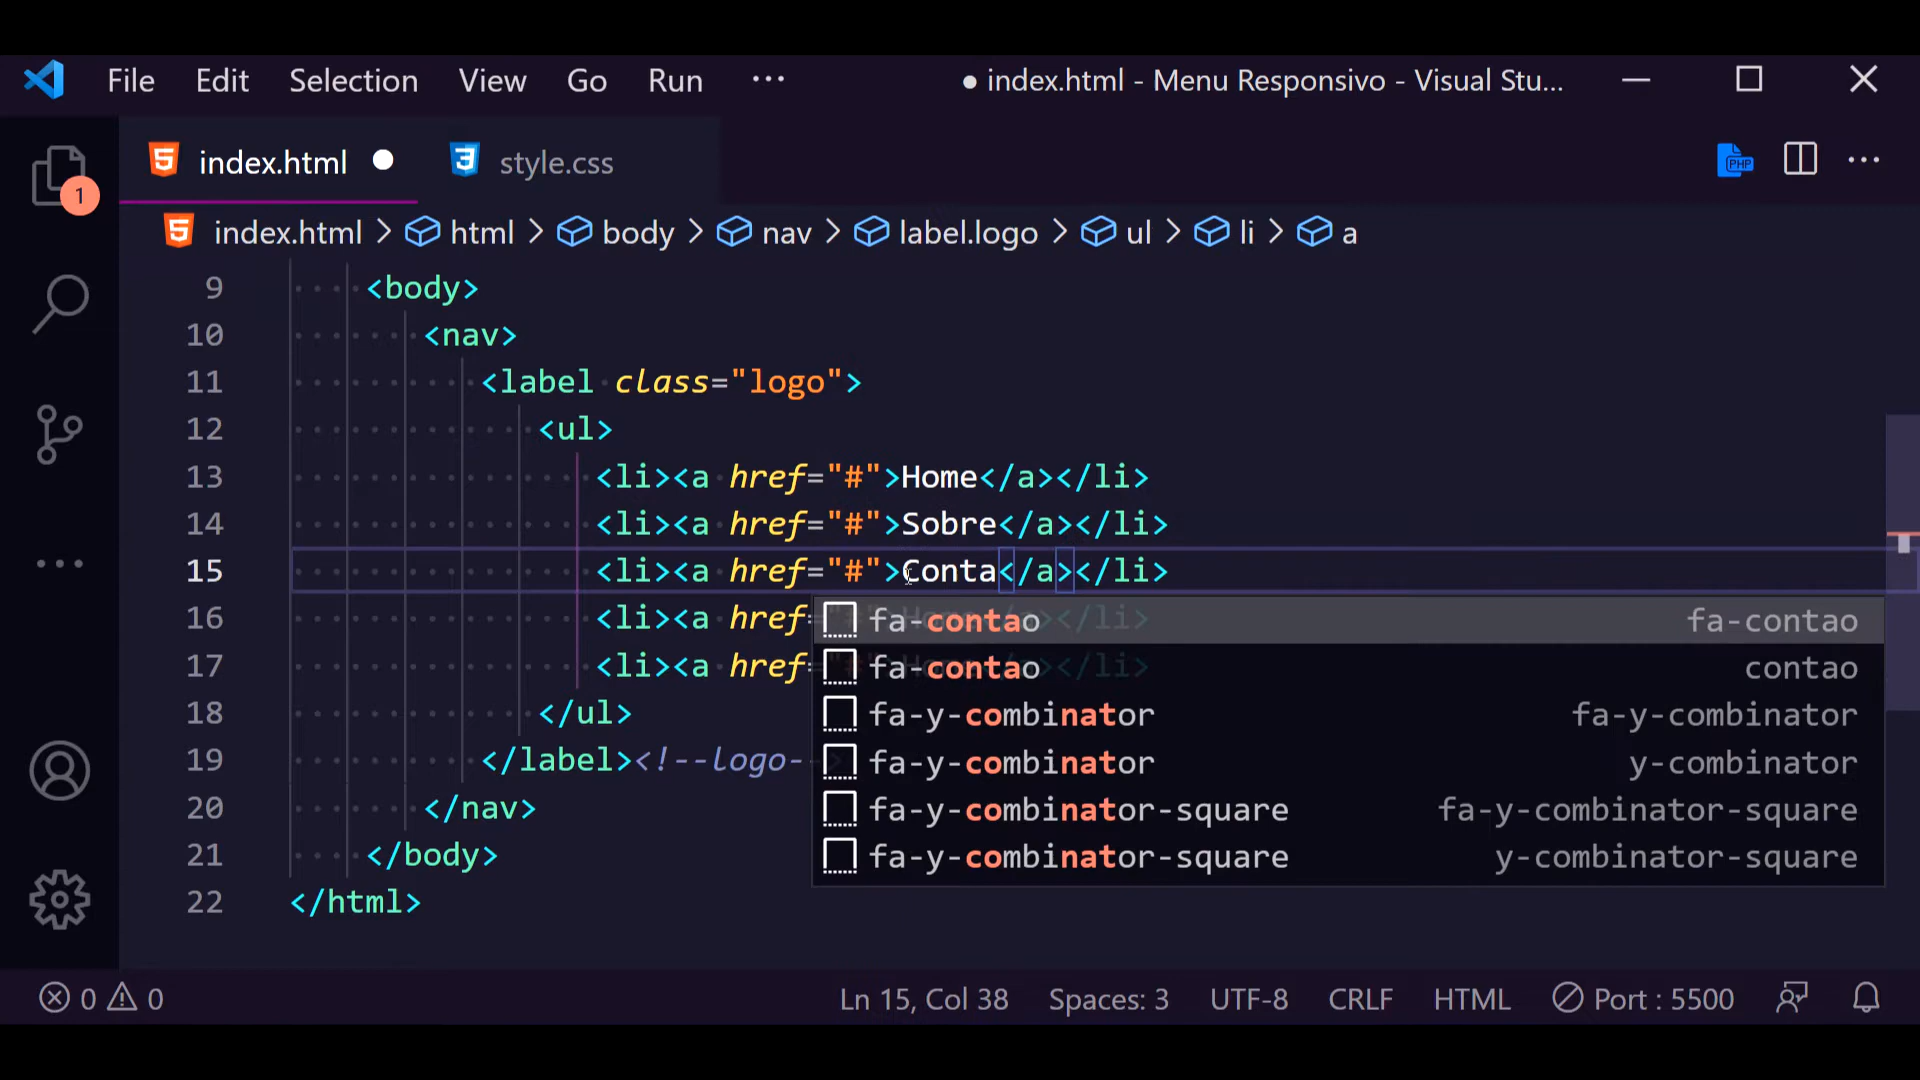 File Edit Selection View Go Run ··· ● index.html - Menu Responsivo - Visual Stu...
index.html ● style.css
1
index.html > html > body > nav > label.logo > ul > li > a
9 <body>
10 <nav>
11 <label class="logo">
12 <ul>
13 <li><a href="#">Home</a></li>
14 <li><a href="#">Sobre</a></li>
15 <li><a href="#">Conta</a></li>
16 <li><a href="#">Home</a></li>
17 <li><a href="#">Home</a></li>
18 </ul>
19 </label><!--logo-->
20 </nav>
21 </body>
22 </html>
fa-contao fa-contao
fa-contao contao
fa-y-combinator fa-y-combinator
fa-y-combinator y-combinator
fa-y-combinator-square fa-y-combinator-square
fa-y-combinator-square y-combinator-square
0 0 Ln 15, Col 38 Spaces: 3 UTF-8 CRLF HTML Port : 5500